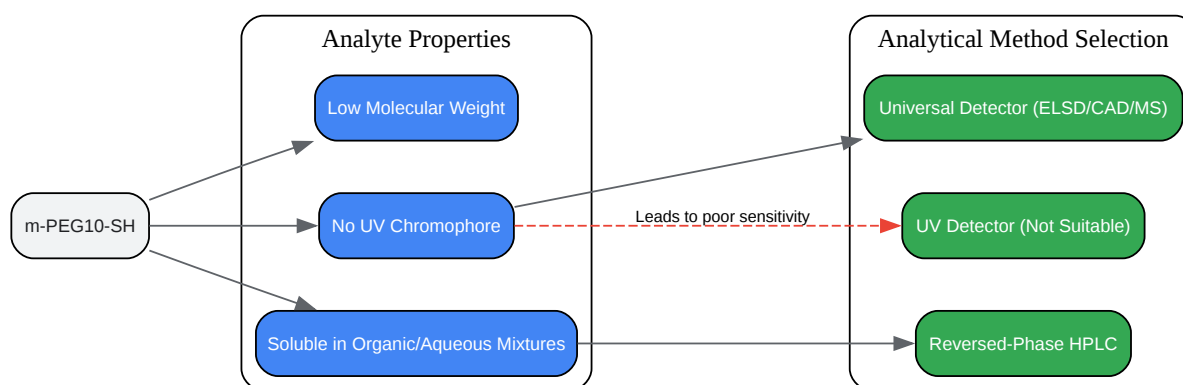 Analyte Properties
Analytical Method Selection
Low Molecular Weight
Universal Detector (ELSD/CAD/MS)
m-PEG10-SH
No UV Chromophore
Leads to poor sensitivity
UV Detector (Not Suitable)
Soluble in Organic/Aqueous Mixtures
Reversed-Phase HPLC